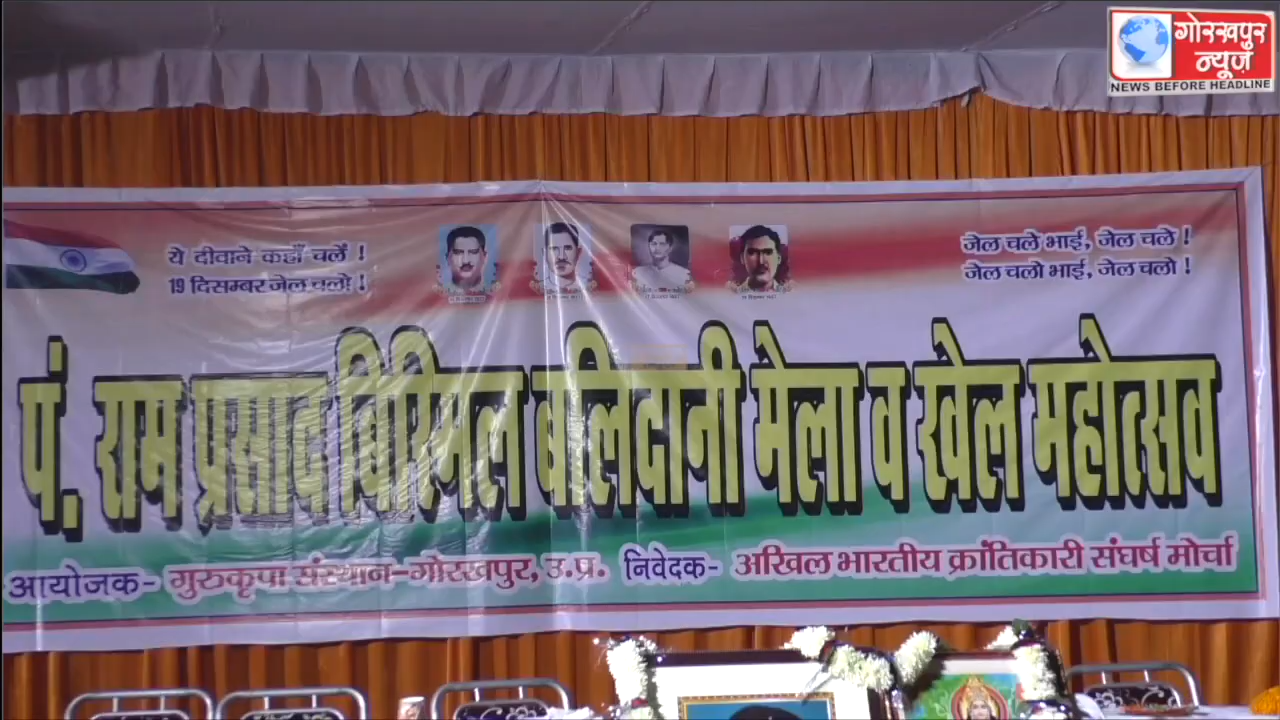 गोरखपुर
न्यूज़
NEWS BEFORE HEADLINE
ये दीवाने कहाँ चलें !
19 दिसम्बर जेल चलो !
जेल चले भाई, जेल चले !
जेल चलो भाई, जेल चलो !
पं. राम प्रसाद बिस्मिल बलिदानी मेला व खेल महोत्सव
आयोजक- गुरुकृपा संस्थान-गोरखपुर, उ.प्र. निवेदक- अखिल भारतीय क्रांतिकारी संघर्ष मोर्चा